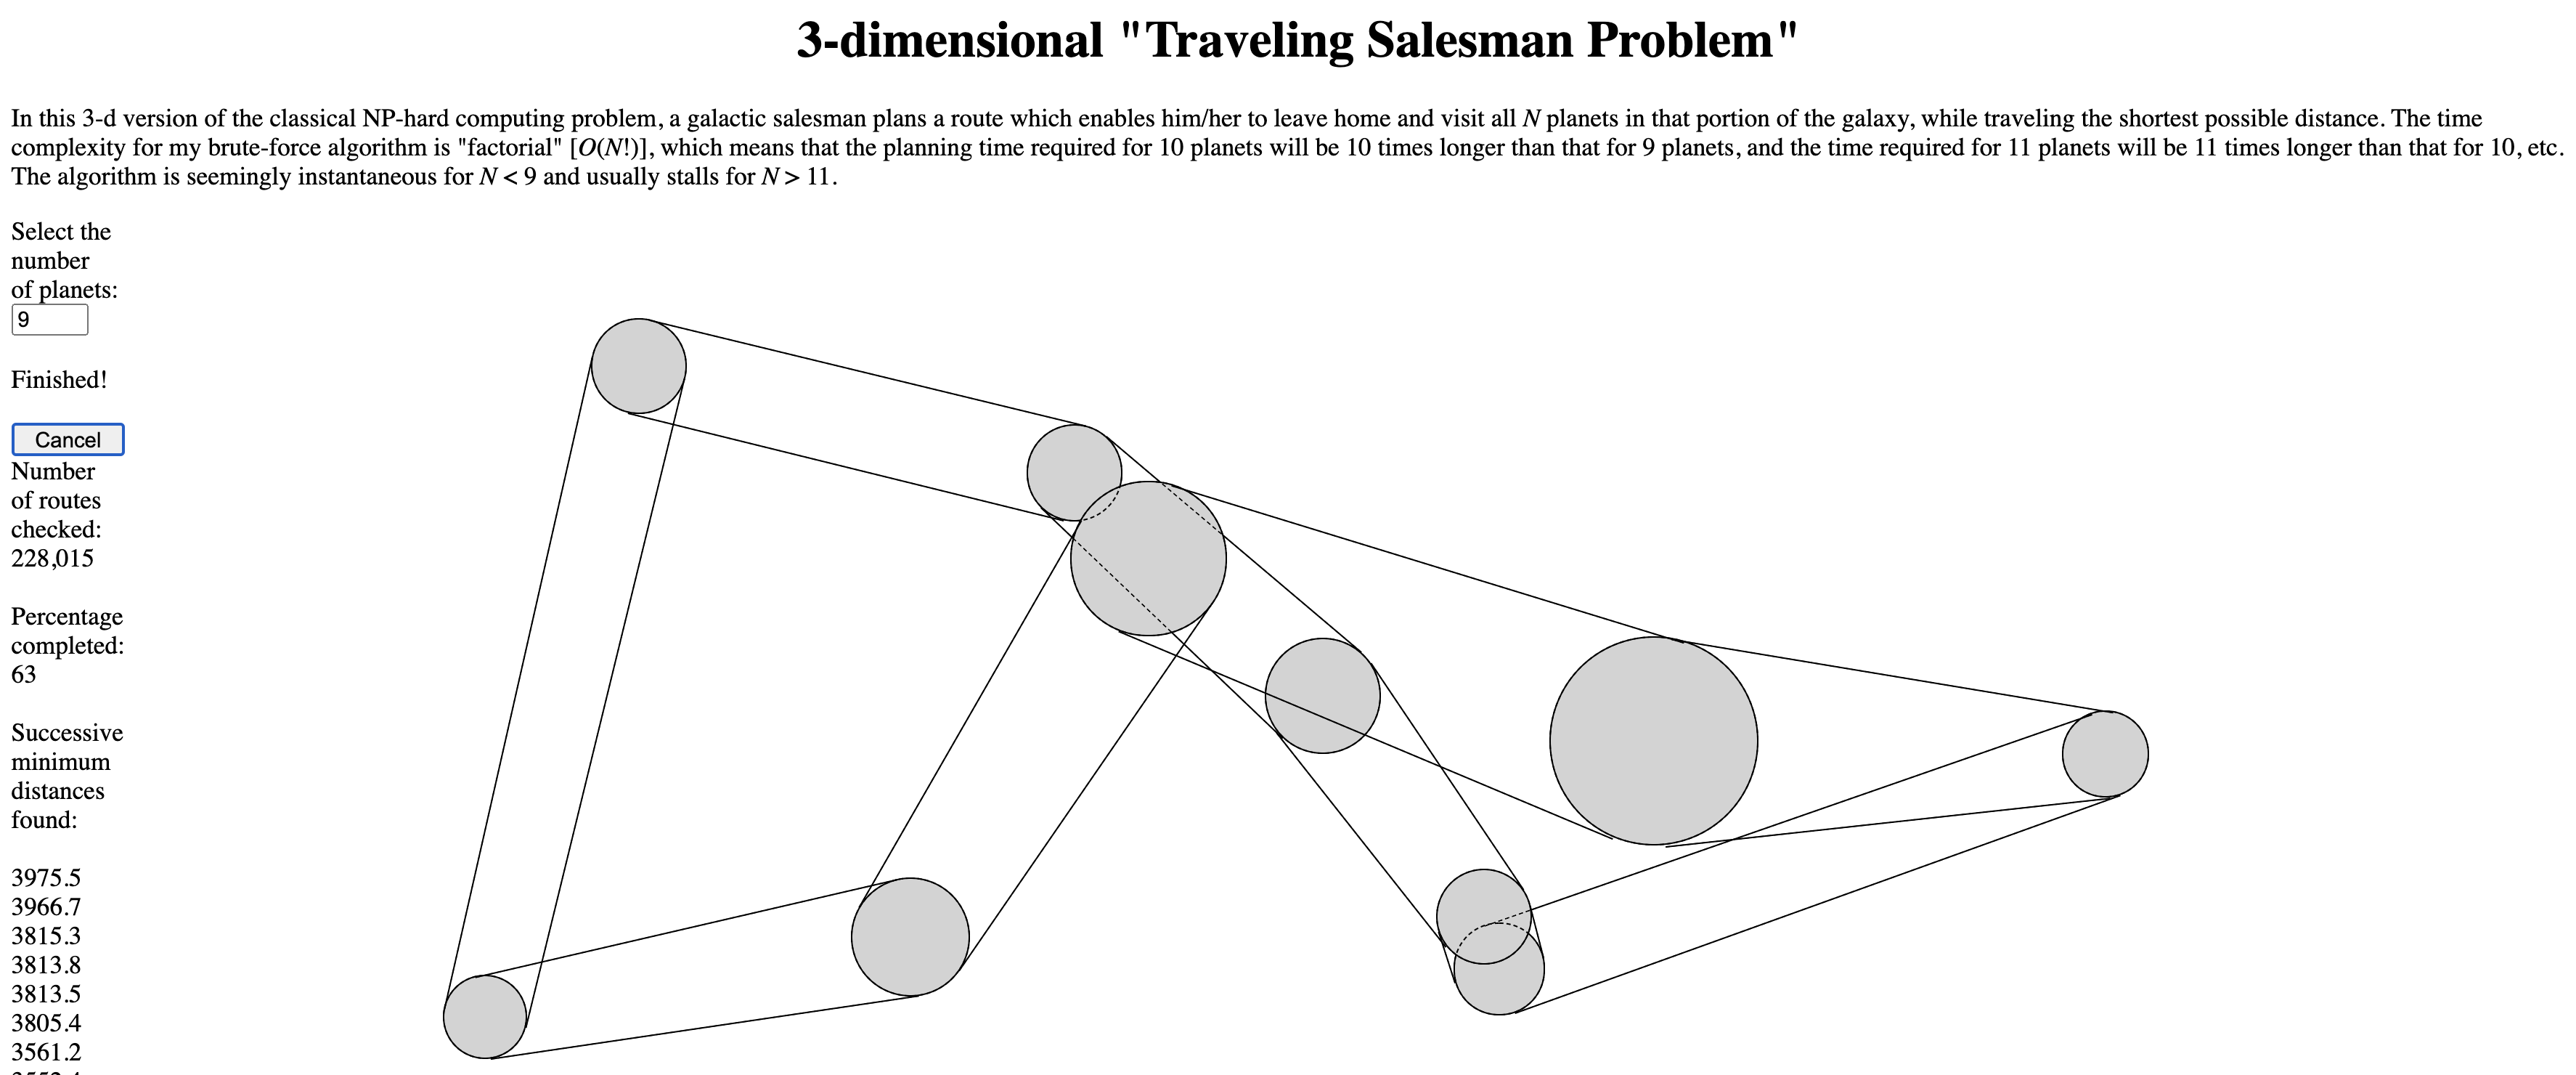 3-dimensional "Traveling Salesman Problem"
In this 3-d version of the classical NP-hard computing problem, a galactic salesman plans a route which enables him/her to leave home and visit all N planets in that portion of the galaxy, while traveling the shortest possible distance. The time
complexity for my brute-force algorithm is "factorial" [O(N!)], which means that the planning time required for 10 planets will be 10 times longer than that for 9 planets, and the time required for 11 planets will be 11 times longer than that for 10, etc.
The algorithm is seemingly instantaneous for N < 9 and usually stalls for N > 11.
Select the
number
of planets:
9
Finished!
Cancel
Number
of routes
checked:
228,015
Percentage
completed:
63
Successive
minimum
distances
found:
3975.5
3966.7
3815.3
3813.8
3813.5
3805.4
3561.2